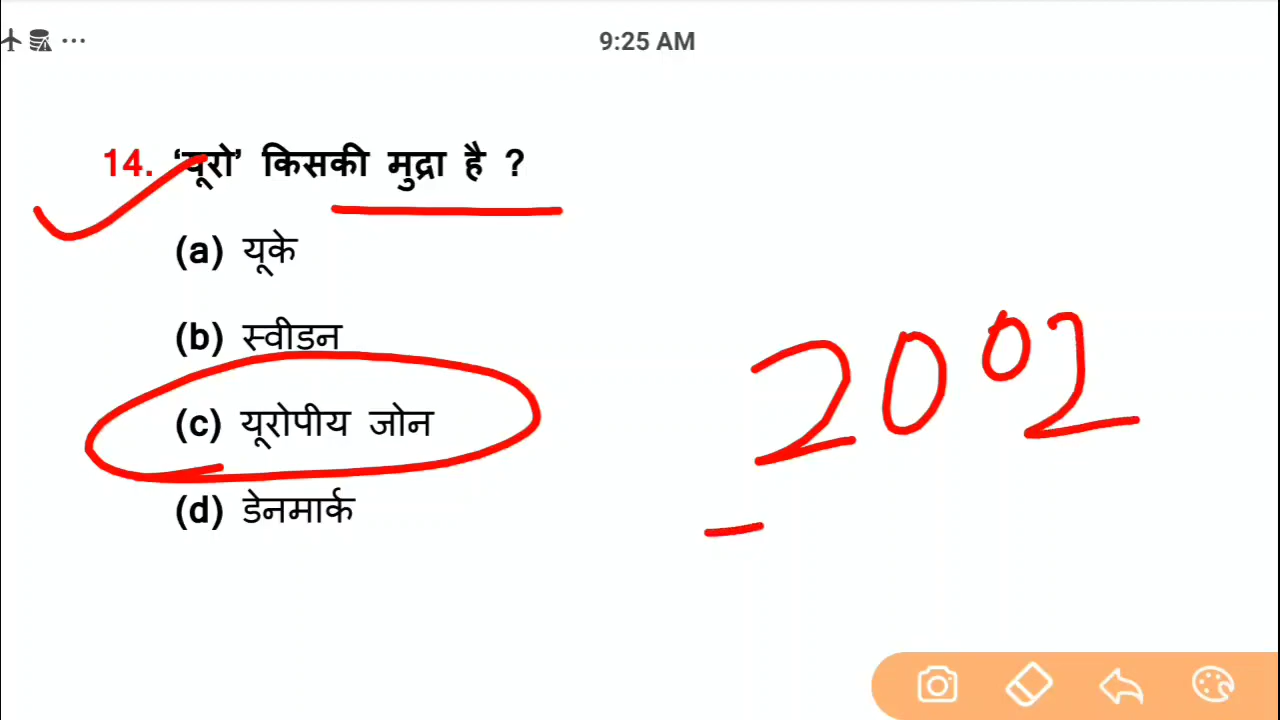 9:25 AM
14. ‘यूरो’ किसकी मुद्रा है ?
(a) यूके
(b) स्वीडन
(c) यूरोपीय जोन
2002
(d) डेनमार्क